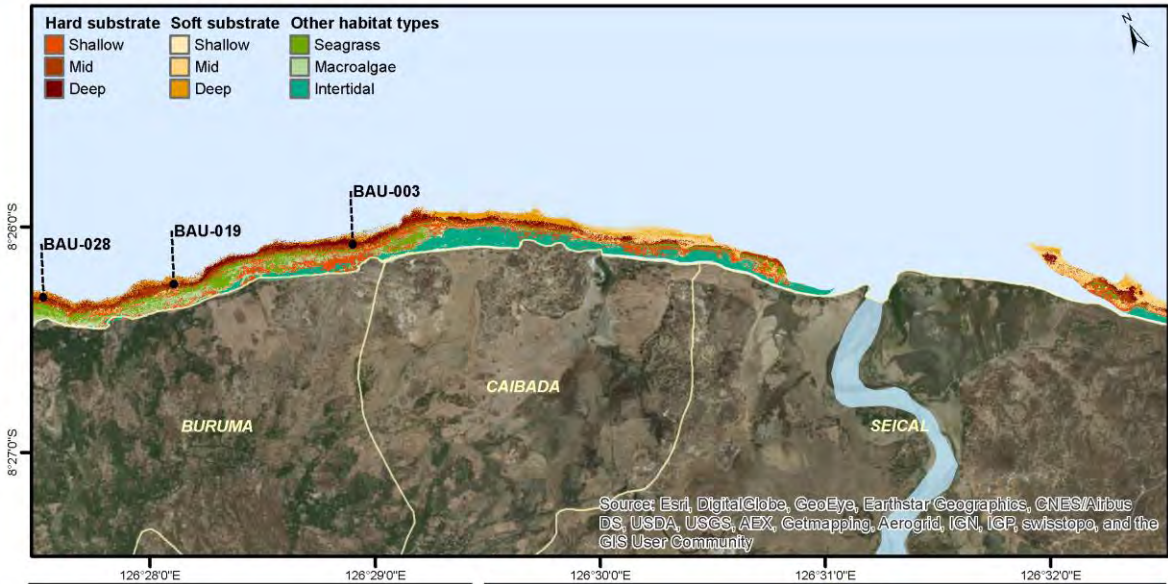 Hard substrate Soft substrate Other habitat types
Shallow Shallow Seagrass
Mid Mid Macroalgae
Deep Deep Intertidal
N
BAU-003
BAU-019
BAU-028
8°26'0"S
CAIBADA
BURUMA
SEICAL
8°27'0"S
Source: Esri, DigitalGlobe, GeoEye, Earthstar Geographics, CNES/Airbus
DS, USDA, USGS, AEX, Getmapping, Aerogrid, IGN, IGP, swisstopo, and the
GIS User Community
126°28'0"E 126°29'0"E 126°30'0"E 126°31'0"E 126°32'0"E